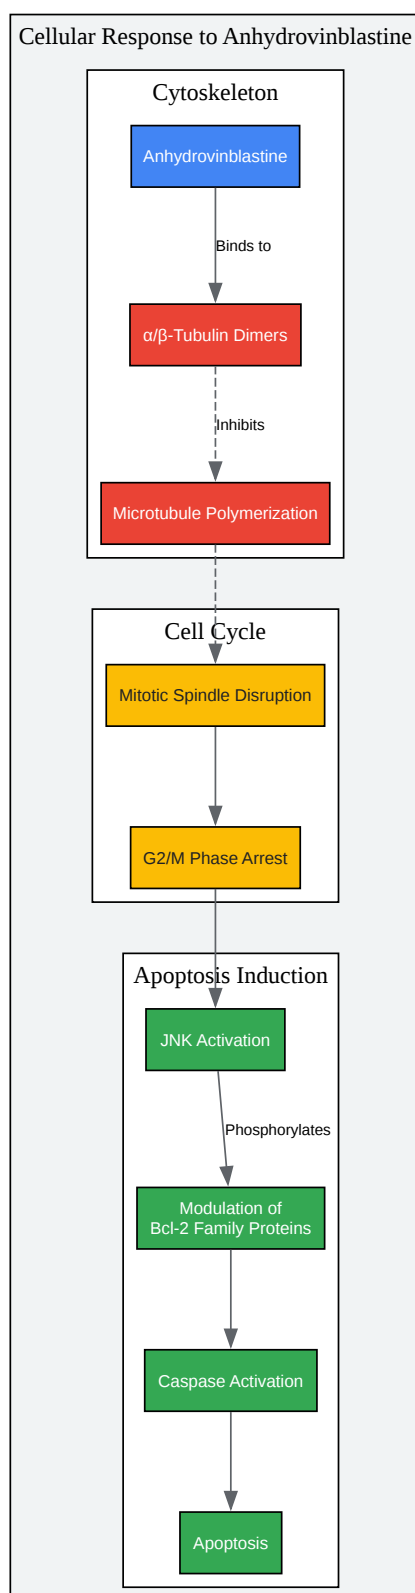 Cellular Response to Anhydrovinblastine
Cytoskeleton
Anhydrovinblastine
Binds to
α/β-Tubulin Dimers
Inhibits
Microtubule Polymerization
Cell Cycle
Mitotic Spindle Disruption
G2/M Phase Arrest
Apoptosis Induction
JNK Activation
Phosphorylates
Modulation of
Bcl-2 Family Proteins
Caspase Activation
Apoptosis